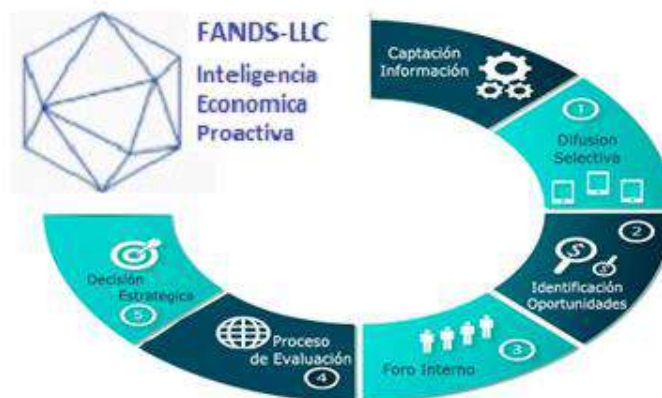 FANDS-LLC
Inteligencia
Economica
Proactiva
Captación
Información
1
Difusion
Selectiva
2
$
$
Identificación
Oportunidades
3
Foro Interno
Proceso
de Evaluación
4
Decisión
Estratégica
5